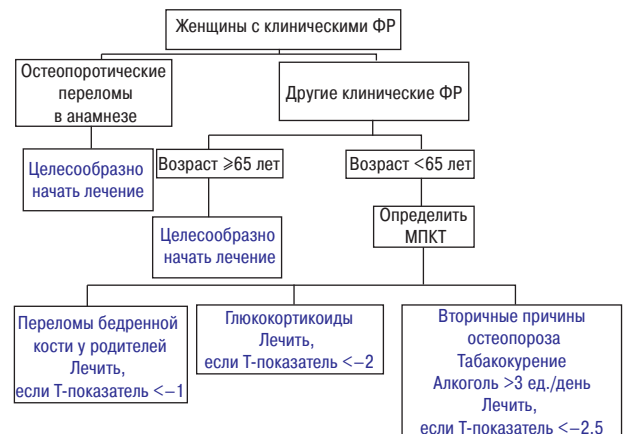 Женщины с клиническими ФР
Остеопоротические
переломы
в анамнезе
Другие клинические ФР
Целесообразно
начать лечение
Возраст ⩾65 лет
Возраст <65 лет
Целесообразно
начать лечение
Определить
МПКТ
Переломы бедренной
кости у родителей
Лечить,
если Т-показатель <−1
Глюкокортикоиды
Лечить,
если Т-показатель <−2
Вторичные причины
остеопороза
Табакокурение
Алкоголь >3 ед./день
Лечить,
если Т-показатель <−2,5